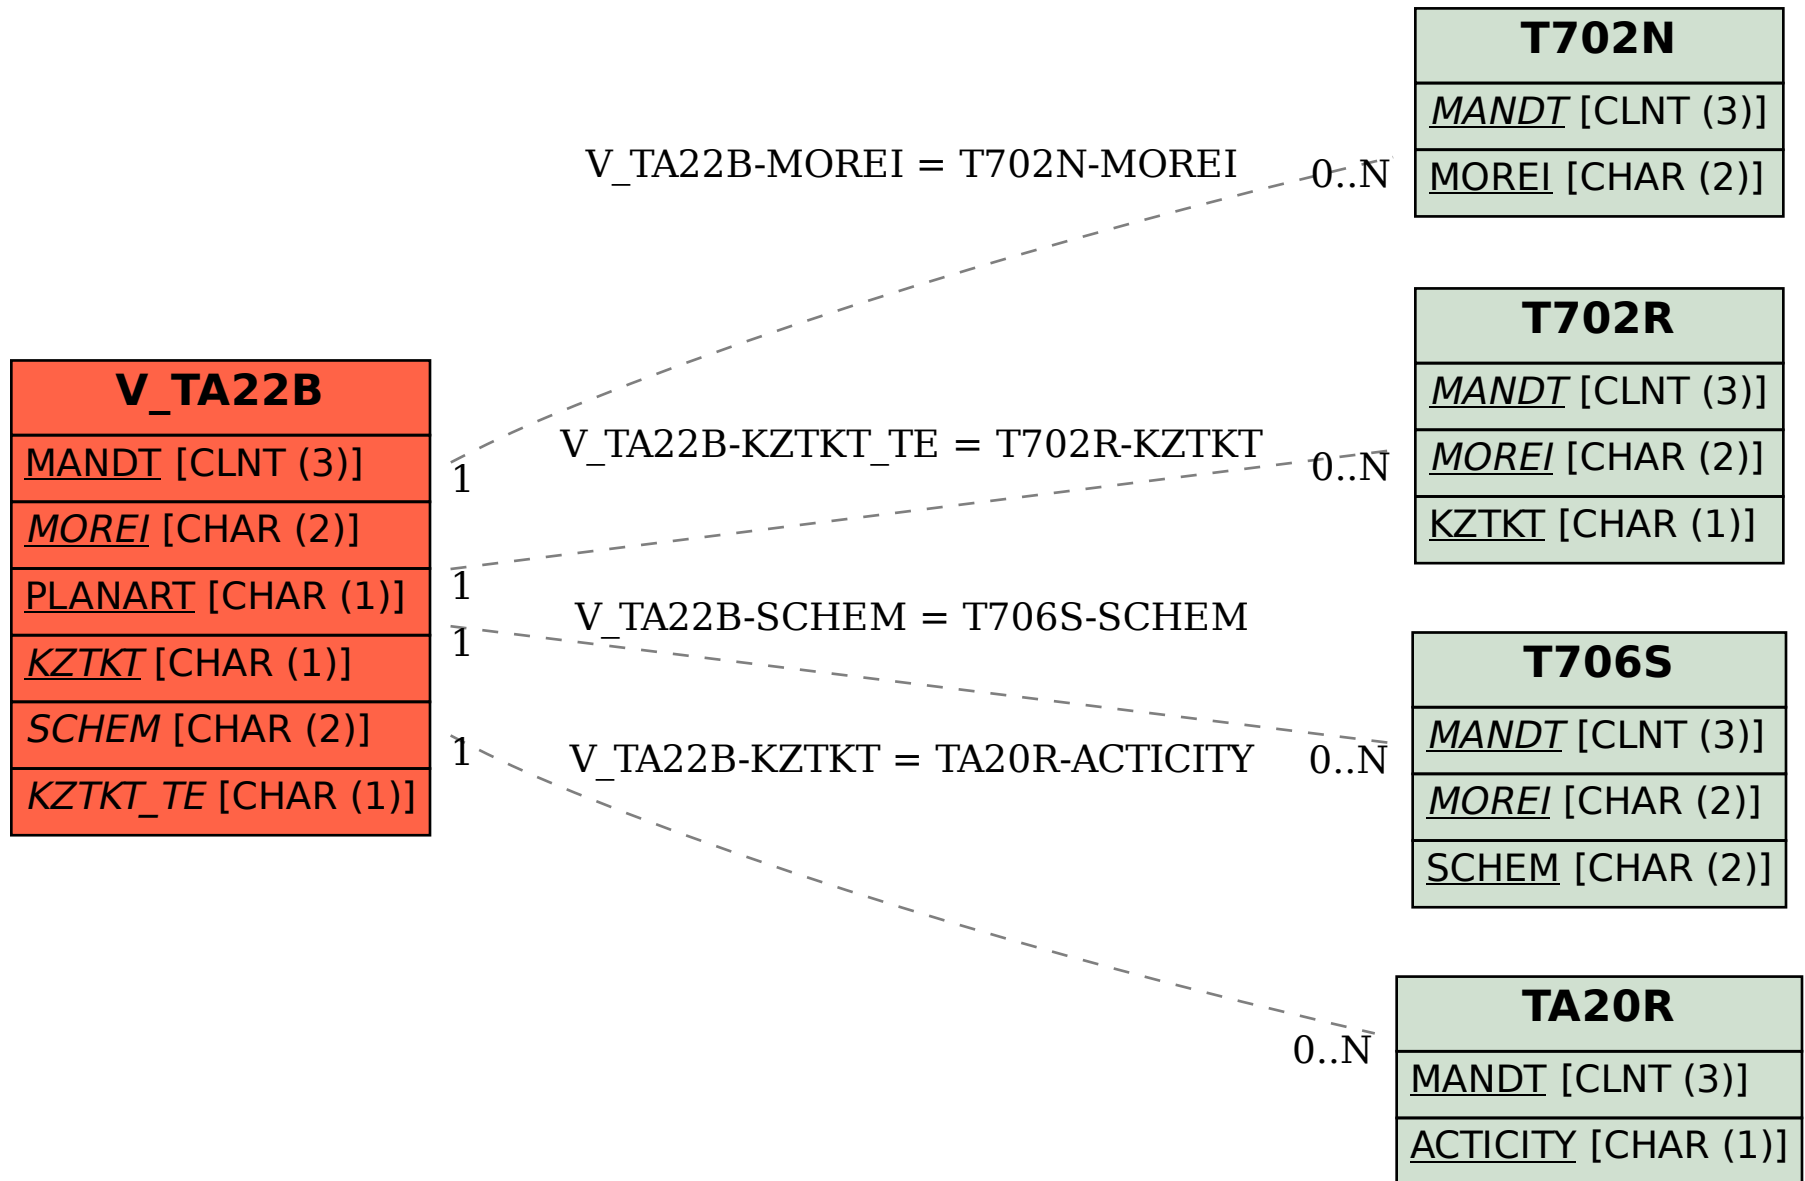 V_TA22B
MANDT [CLNT (3)]
MOREI [CHAR (2)]
PLANART [CHAR (1)]
KZTKT [CHAR (1)]
SCHEM [CHAR (2)]
KZTKT_TE [CHAR (1)]
V_TA22B-MOREI = T702N-MOREI
1
0..N
V_TA22B-KZTKT_TE = T702R-KZTKT
1
0..N
V_TA22B-SCHEM = T706S-SCHEM
1
0..N
V_TA22B-KZTKT = TA20R-ACTICITY
1
0..N
T702N
MANDT [CLNT (3)]
MOREI [CHAR (2)]
T702R
MANDT [CLNT (3)]
MOREI [CHAR (2)]
KZTKT [CHAR (1)]
T706S
MANDT [CLNT (3)]
MOREI [CHAR (2)]
SCHEM [CHAR (2)]
TA20R
MANDT [CLNT (3)]
ACTICITY [CHAR (1)]